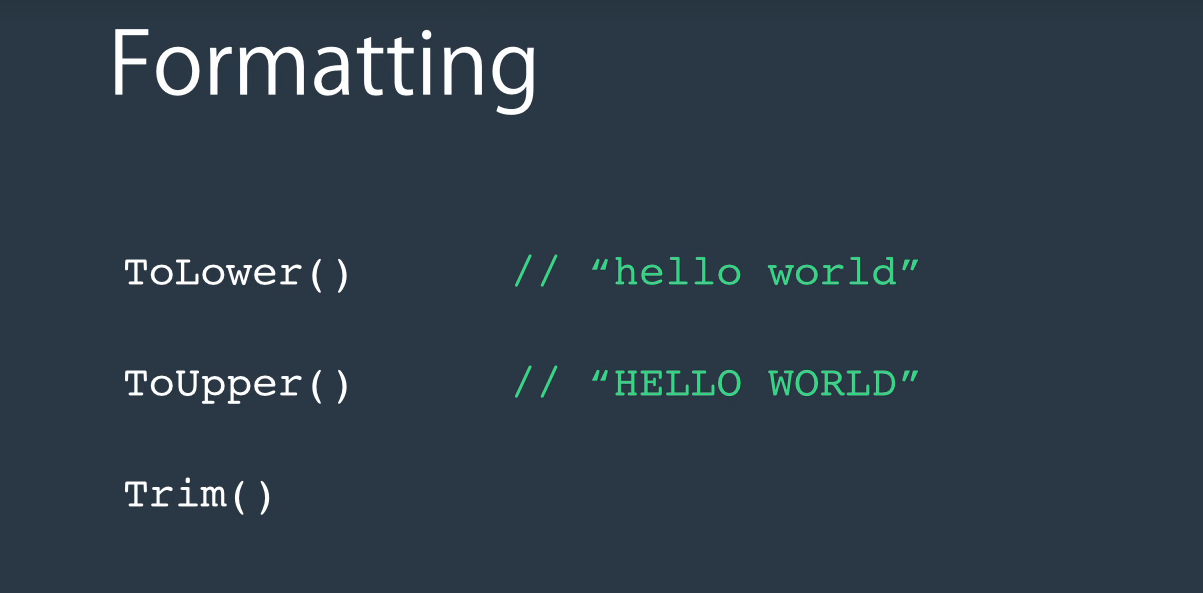 Formatting
ToLower() // “hello world”
ToUpper() // “HELLO WORLD”
Trim()